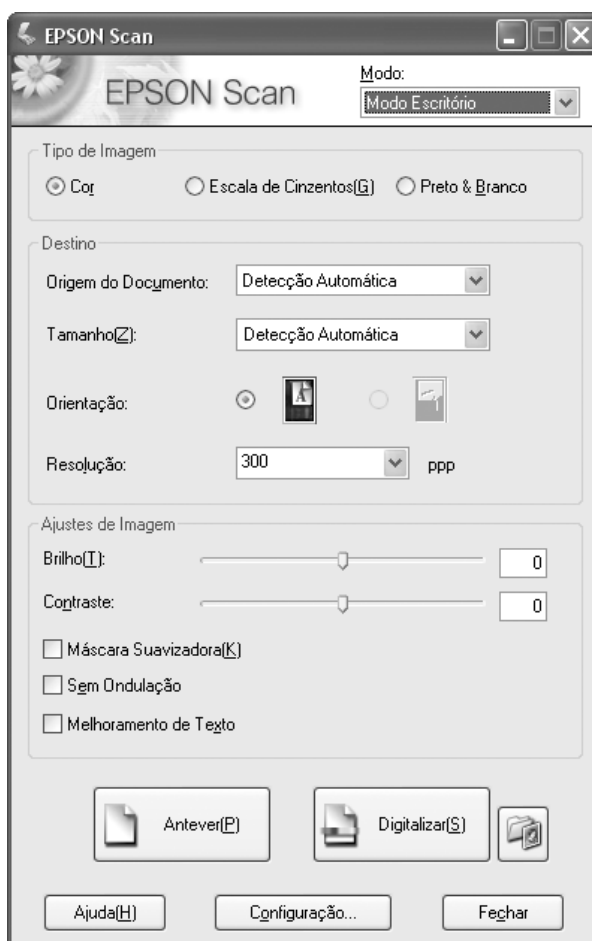 EPSON Scan
EPSON Scan
Modo:
Modo Escritório
Tipo de Imagem
Cor
Escala de Cinzentos(G)
Preto & Branco
Destino
Origem do Documento:
Detecção Automática
Tamanho(Z):
Detecção Automática
Orientação:
A
Resolução:
300
ppp
Ajustes de Imagem
Brilho(T):
0
Contraste:
0
Máscara Suavizadora(K)
Sem Ondulação
Melhoramento de Texto
Antever(P)
Digitalizar(S)
Ajuda(H)
Configuração...
Fechar